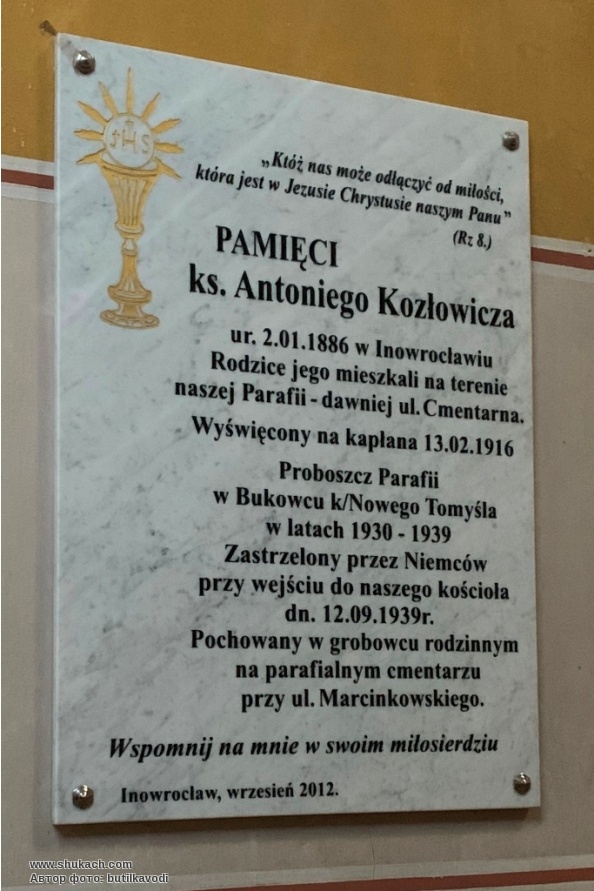 JHS
„Któż nas może odłączyć od miłości,
która jest w Jezusie Chrystusie naszym Panu”
(Rz 8.)
PAMIĘCI
ks. Antoniego Kozłowicza
ur. 2.01.1886 w Inowrocławiu
Rodzice jego mieszkali na terenie
naszej Parafii - dawniej ul. Cmentarna.
Wyświęcony na kapłana 13.02.1916
Proboszcz Parafii
w Bukowcu k/Nowego Tomyśla
w latach 1930 - 1939
Zastrzelony przez Niemców
przy wejściu do naszego kościoła
dn. 12.09.1939r.
Pochowany w grobowcu rodzinnym
na parafialnym cmentarzu
przy ul. Marcinkowskiego.
Wspomnij na mnie w swoim miłosierdziu
Inowrocław, wrzesień 2012.
www.shukach.com
Автор фото: butilkavodi